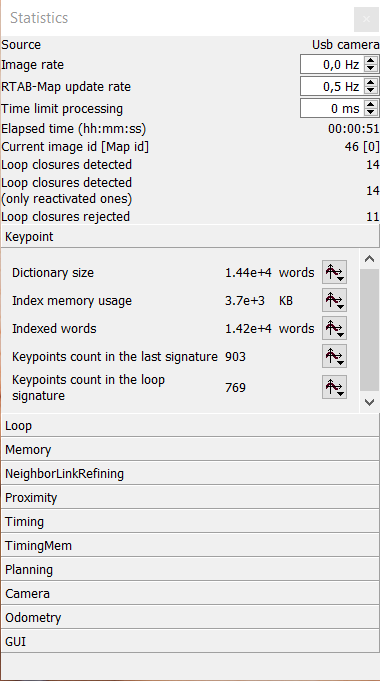 Statistics
Source Usb camera
Image rate 0,0 Hz
RTAB-Map update rate 0,5 Hz
Time limit processing 0 ms
Elapsed time (hh:mm:ss) 00:00:51
Current image id [Map id] 46 [0]
Loop closures detected 14
Loop closures detected
(only reactivated ones) 14
Loop closures rejected 11
Keypoint
Dictionary size 1.44e+4 words
Index memory usage 3.7e+3 KB
Indexed words 1.42e+4 words
Keypoints count in the last signature 903
Keypoints count in the loop
signature 769
Loop
Memory
NeighborLinkRefining
Proximity
Timing
TimingMem
Planning
Camera
Odometry
GUI